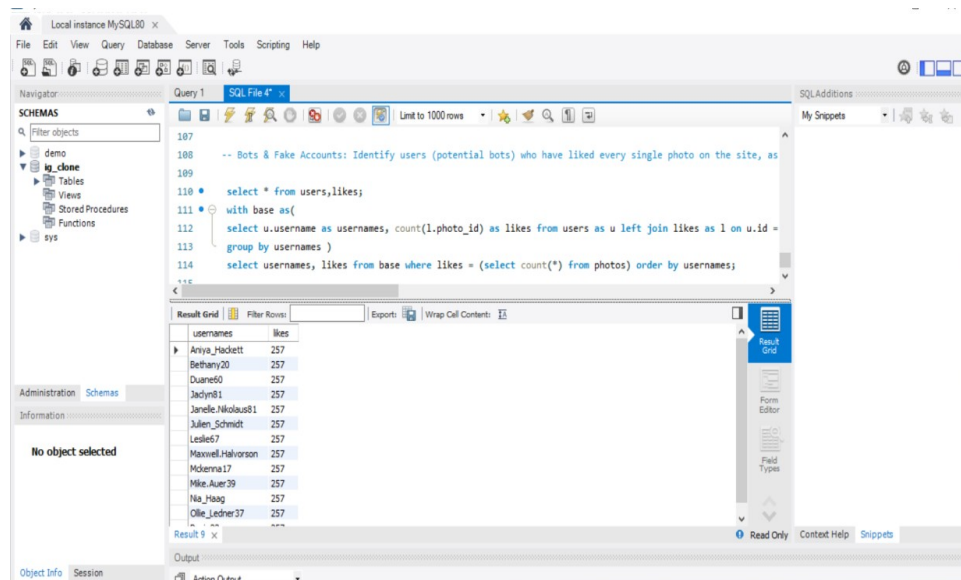 Local instance MySQL80 ×
File Edit View Query Database Server Tools Scripting Help
Navigator
SCHEMAS
Filter objects
demo
ig_clone
Tables
Views
Stored Procedures
Functions
sys
Administration Schemas
Information
No object selected
Object Info Session
Query 1 SQL File 4* ×
Limit to 1000 rows
107
108 -- Bots & Fake Accounts: Identify users (potential bots) who have liked every single photo on the site, as
109
110 select * from users,likes;
111 with base as(
112 select u.username as usernames, count(l.photo_id) as likes from users as u left join likes as l on u.id =
113 group by usernames )
114 select usernames, likes from base where likes = (select count(*) from photos) order by usernames;
115
Result Grid Filter Rows: Export: Wrap Cell Content:
usernames likes
Aniya_Hackett 257
Bethany20 257
Duane60 257
Jaclyn81 257
Janelle.Nikolaus81 257
Julien_Schmidt 257
Leslie67 257
Maxwell.Halvorson 257
Mckenna17 257
Mike.Auer39 257
Nia_Haag 257
Ollie_Ledner37 257
Result Grid
Form Editor
Field Types
Result 9 ×
Read Only
Output
Action Output
SQLAdditions
My Snippets
Context Help Snippets